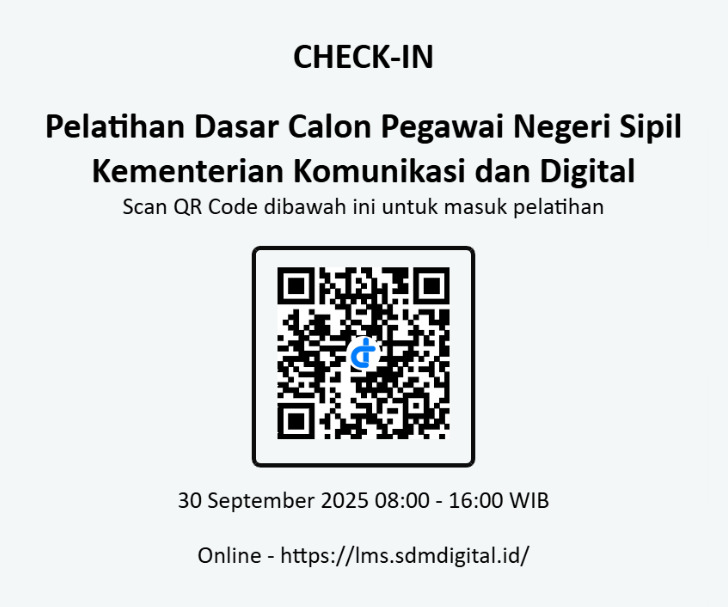 CHECK-IN
Pelatihan Dasar Calon Pegawai Negeri Sipil
Kementerian Komunikasi dan Digital
Scan QR Code dibawah ini untuk masuk pelatihan
30 September 2025 08:00 - 16:00 WIB
Online - https://lms.sdmdigital.id/